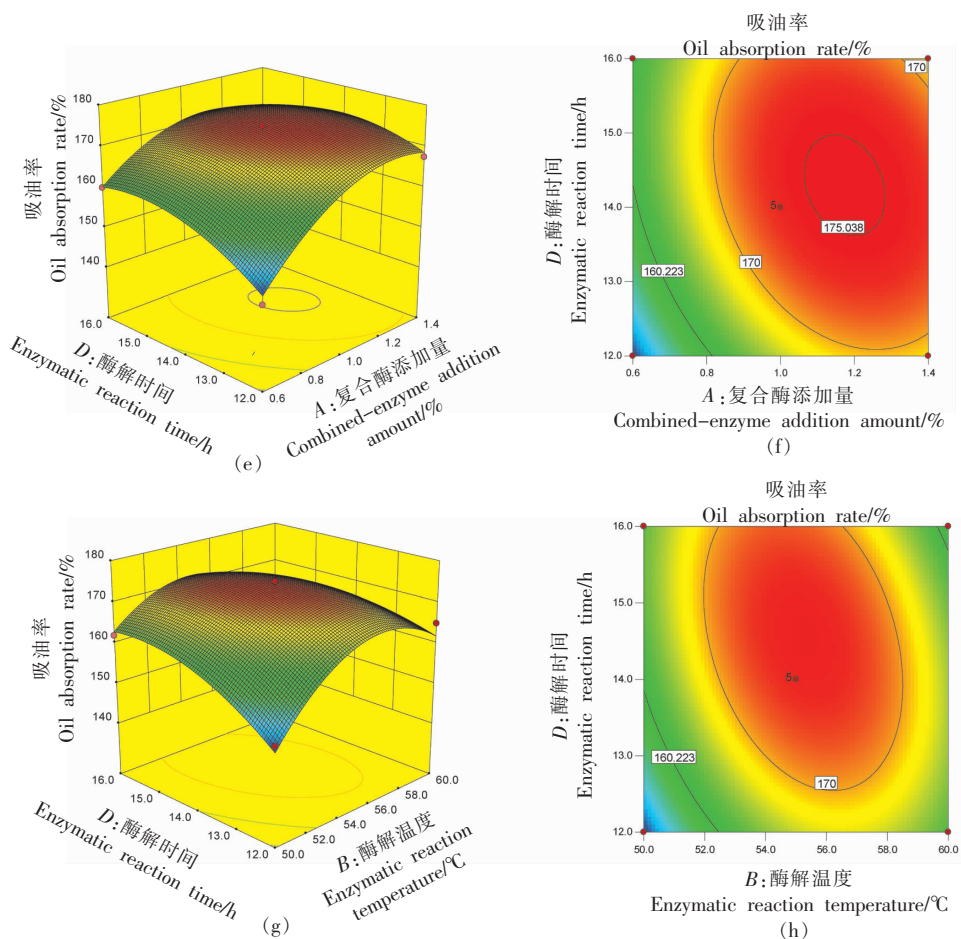 吸油率
Oil absorption rate/%
180
170
160
150
140
吸油率
Oil absorption rate/%
16.0
15.0
14.0
13.0
12.0
D:酶解时间
Enzymatic reaction time/h
1.4
1.2
1.0
0.8
0.6
A:复合酶添加量
Combined-enzyme addition
amount/%
(e)
16.0
15.0
14.0
13.0
12.0
D:酶解时间
Enzymatic reaction time/h
170
175.038
5
170
160.223
0.6 0.8 1.0 1.2 1.4
A:复合酶添加量
Combined-enzyme addition amount/%
(f)
180
170
160
150
140
吸油率
Oil absorption rate/%
16.0
15.0
14.0
13.0
12.0
D:酶解时间
Enzymatic reaction time/h
60.0
58.0
56.0
54.0
52.0
50.0
B:酶解温度
Enzymatic reaction
temperature/℃
(g)
吸油率
Oil absorption rate/%
16.0
15.0
14.0
13.0
12.0
D:酶解时间
Enzymatic reaction time/h
5
160.223
170
50.0 52.0 54.0 56.0 58.0 60.0
B:酶解温度
Enzymatic reaction temperature/℃
(h)